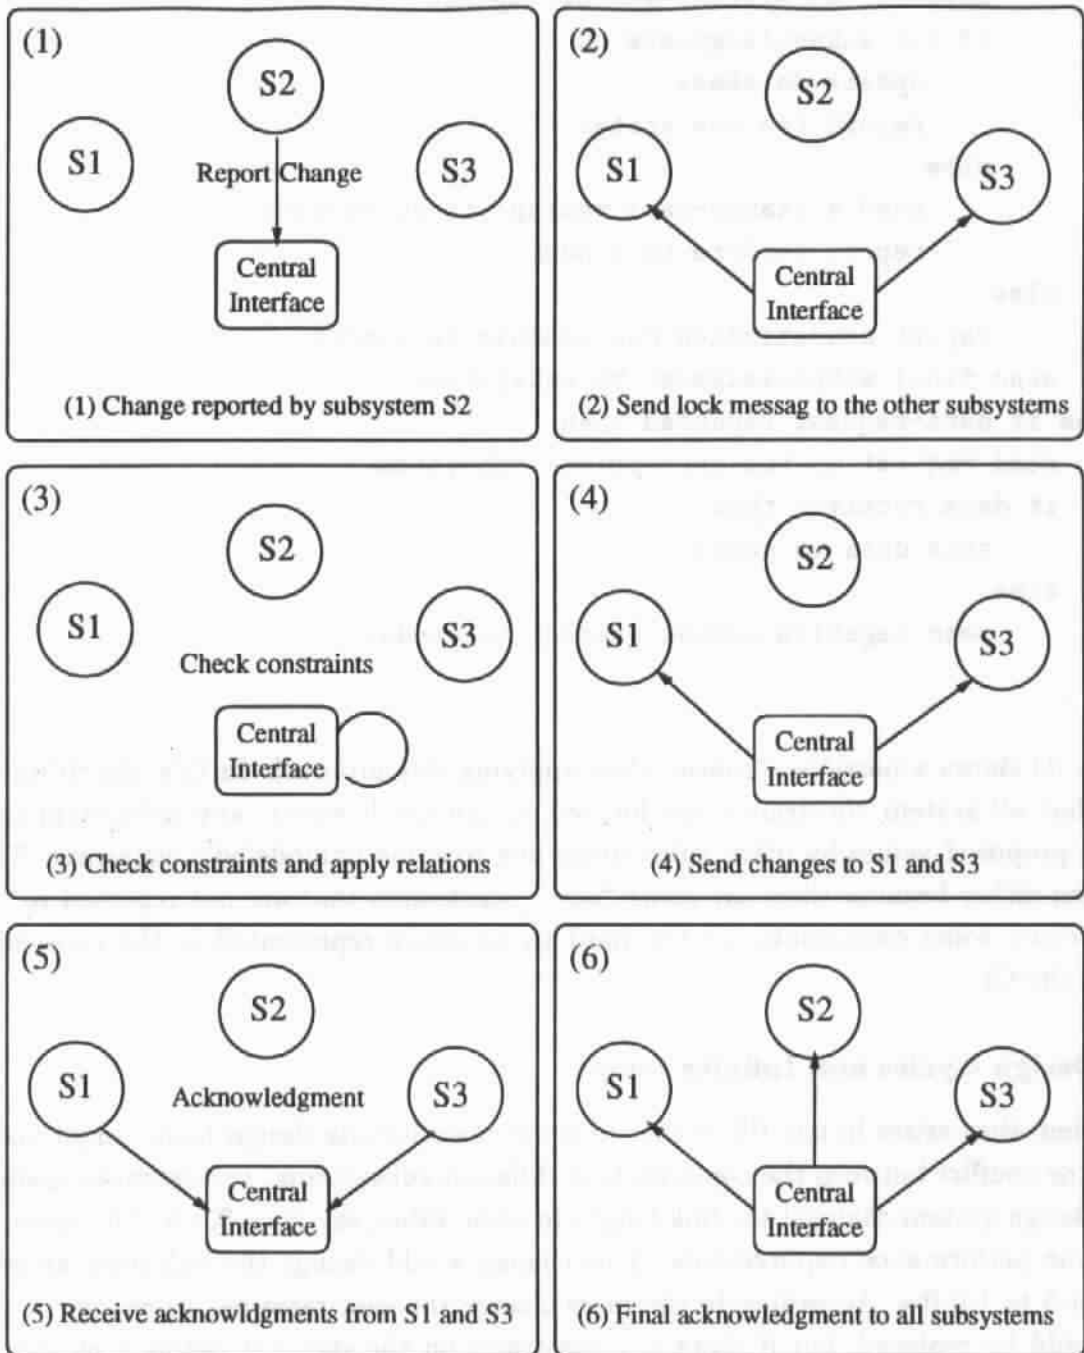 (1)
S2
S1
S3
Report Change
Central
Interface
(1) Change reported by subsystem S2
(2)
S2
S1
S3
Central
Interface
(2) Send lock messag to the other subsystems
(3)
S2
S1
S3
Check constraints
Central
Interface
(3) Check constraints and apply relations
(4)
S2
S1
S3
Central
Interface
(4) Send changes to S1 and S3
(5)
S2
S1
S3
Acknowledgment
Central
Interface
(5) Receive acknowldgments from S1 and S3
(6)
S2
S1
S3
Central
Interface
(6) Final acknowledgment to all subsystems